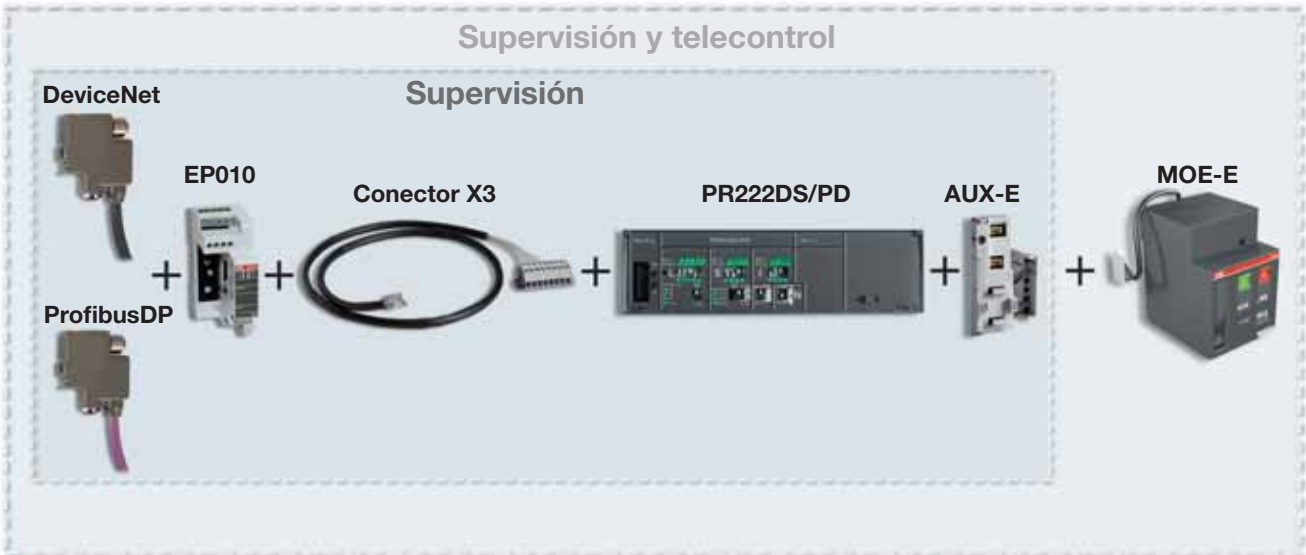 Supervisión y telecontrol
Supervisión
DeviceNet
EP010
Conector X3
PR222DS/PD
AUX-E
MOE-E
ProfibusDP